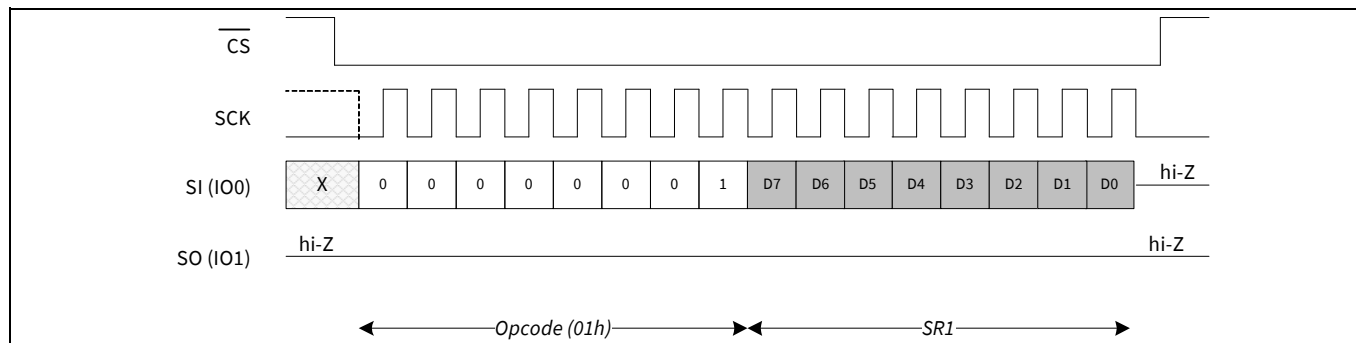 CS
SCK
SI (IO0) X 0 0 0 0 0 0 0 1 D7 D6 D5 D4 D3 D2 D1 D0 hi-Z
hi-Z hi-Z
SO (IO1)
Opcode (01h) SR1